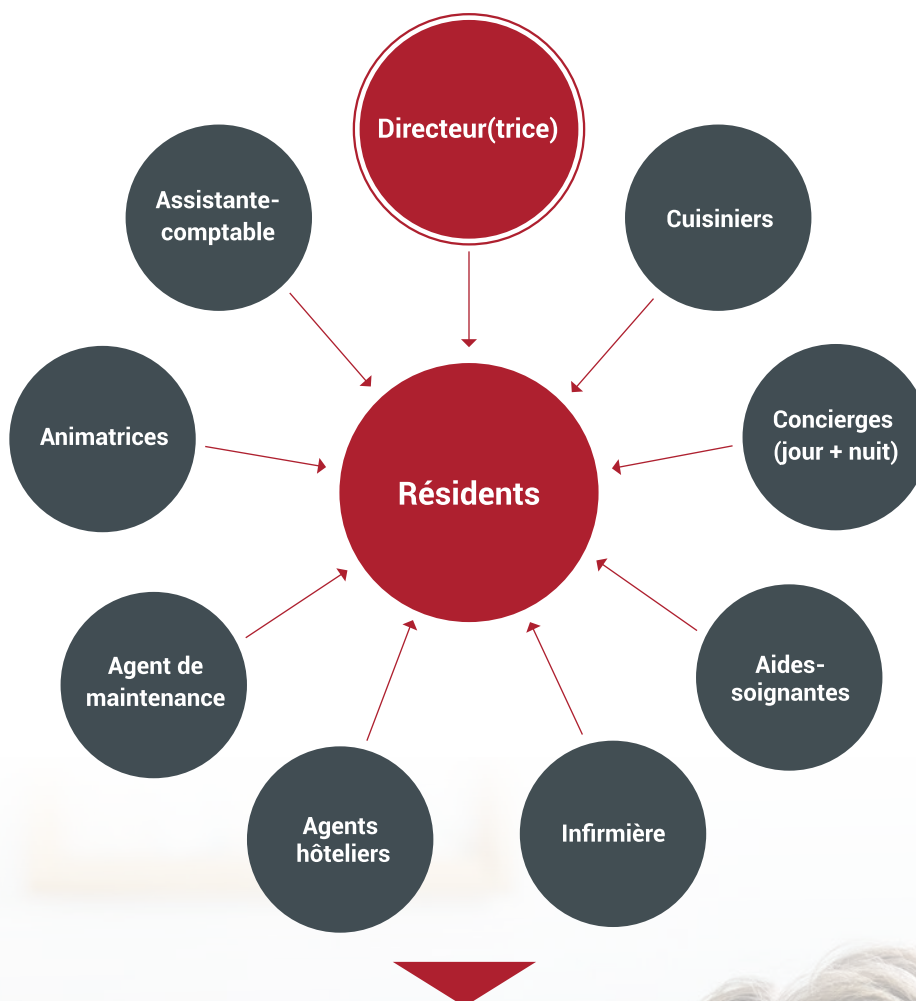 Directeur(trice)
Assistante-
comptable
Cuisiniers
Animatrices
Concierges
(jour + nuit)
Résidents
Agent de
maintenance
Aides-
soignantes
Agents
hôteliers
Infirmière